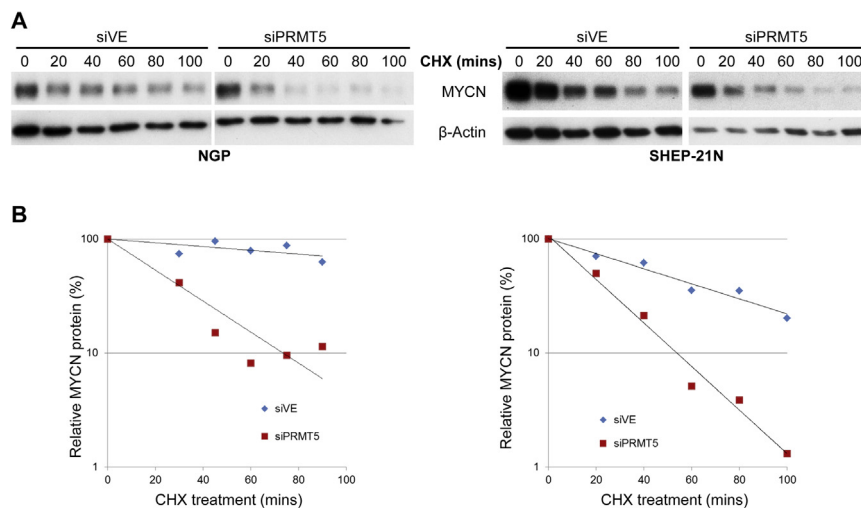 A
siVE siPRMT5 siVE siPRMT5
0 20 40 60 80 100 0 20 40 60 80 100 CHX (mins) 0 20 40 60 80 100 0 20 40 60 80 100
MYCN
β-Actin
NGP SHEP-21N
B
Relative MYCN protein (%)
100
10
1
siVE
siPRMT5
0 20 40 60 80 100
CHX treatment (mins)
Relative MYCN protein (%)
100
10
1
siVE
siPRMT5
0 20 40 60 80 100
CHX treatment (mins)